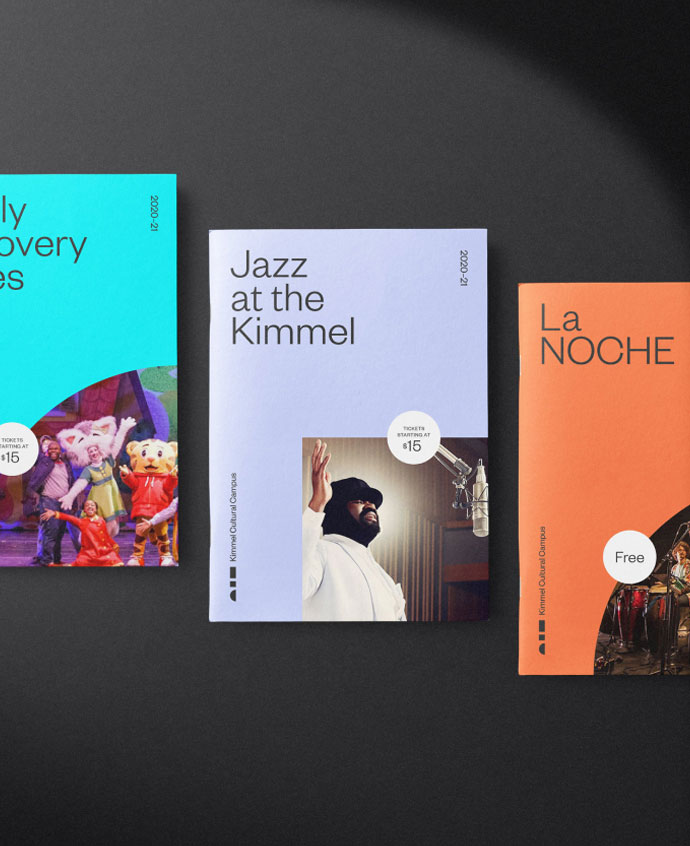 ly
overy
es
2020-21
TICKETS
STARTING AT
$15
Jazz
at the
Kimmel
2020-21
TICKETS
STARTING AT
$15
Kimmel Cultural Campus
La
NOCHE
Free
Kimmel Cultural Campus